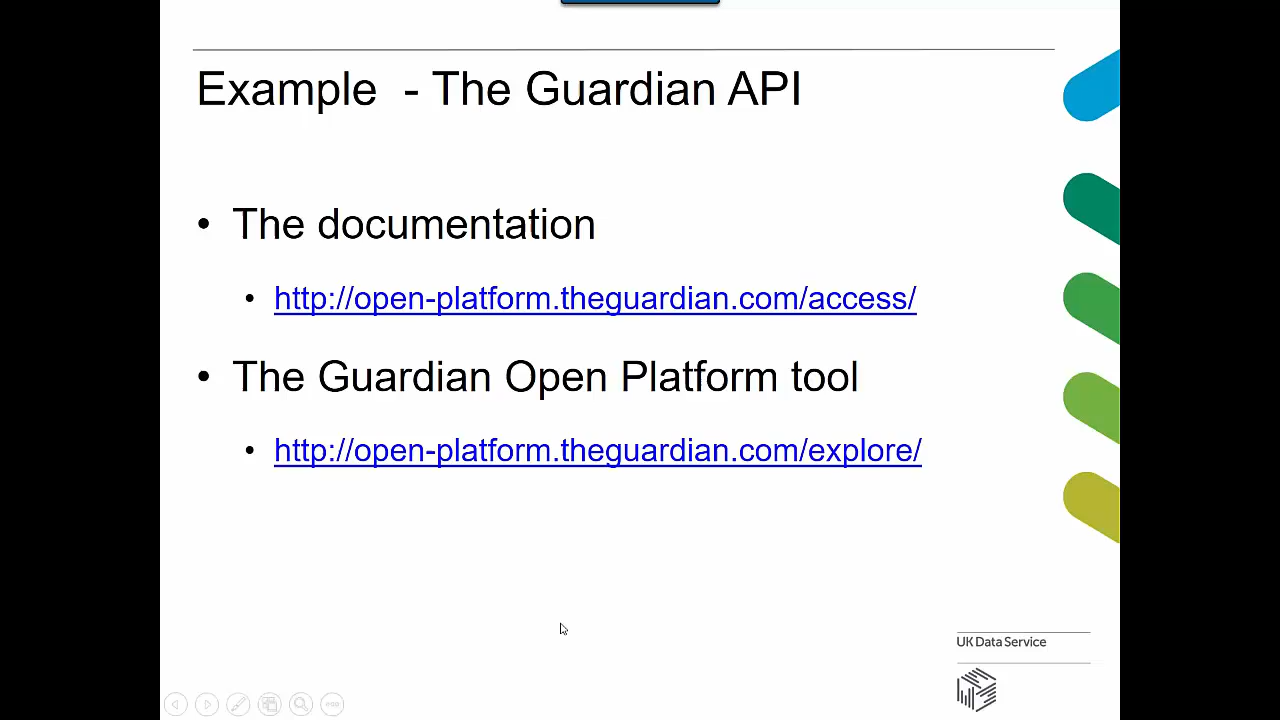 Example - The Guardian API
• The documentation
• http://open-platform.theguardian.com/access/
• The Guardian Open Platform tool
• http://open-platform.theguardian.com/explore/
UK Data Service